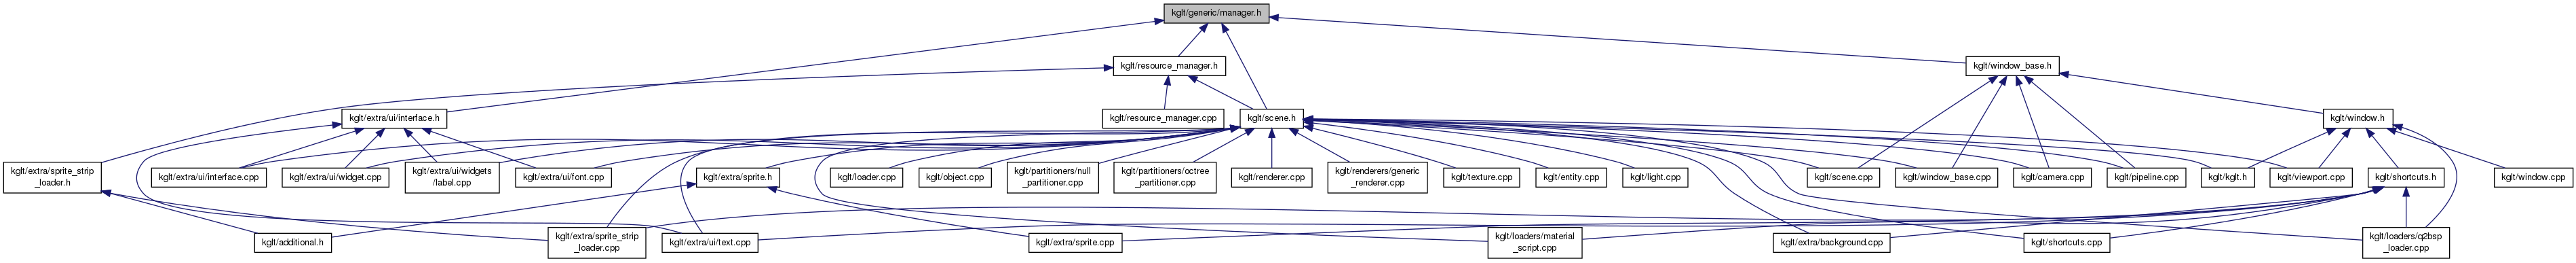 kglt/generic/manager.h
kglt/resource_manager.h
kglt/window_base.h
kglt/extra/ui/interface.h
kglt/resource_manager.cpp
kglt/scene.h
kglt/window.h
kglt/extra/sprite_strip
_loader.h
kglt/extra/ui/interface.cpp
kglt/extra/ui/widget.cpp
kglt/extra/ui/widgets
/label.cpp
kglt/extra/ui/font.cpp
kglt/extra/sprite.h
kglt/loader.cpp
kglt/object.cpp
kglt/partitioners/null
_partitioner.cpp
kglt/partitioners/octree
_partitioner.cpp
kglt/renderer.cpp
kglt/renderers/generic
_renderer.cpp
kglt/texture.cpp
kglt/entity.cpp
kglt/light.cpp
kglt/scene.cpp
kglt/window_base.cpp
kglt/camera.cpp
kglt/pipeline.cpp
kglt/kglt.h
kglt/viewport.cpp
kglt/shortcuts.h
kglt/window.cpp
kglt/additional.h
kglt/extra/sprite_strip
_loader.cpp
kglt/extra/ui/text.cpp
kglt/extra/sprite.cpp
kglt/loaders/material
_script.cpp
kglt/extra/background.cpp
kglt/shortcuts.cpp
kglt/loaders/q2bsp
_loader.cpp